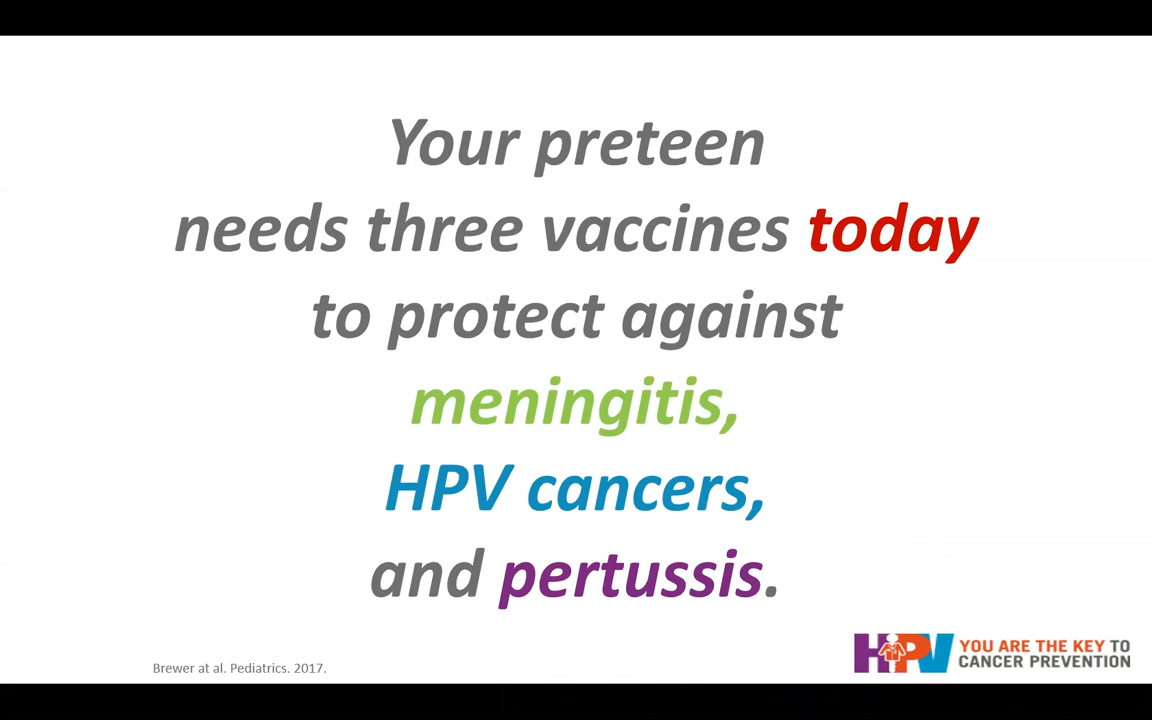 Your preteen
needs three vaccines today
to protect against
meningitis,
HPV cancers,
and pertussis.
Brewer at al. Pediatrics. 2017.
HPV YOU ARE THE KEY TO
CANCER PREVENTION